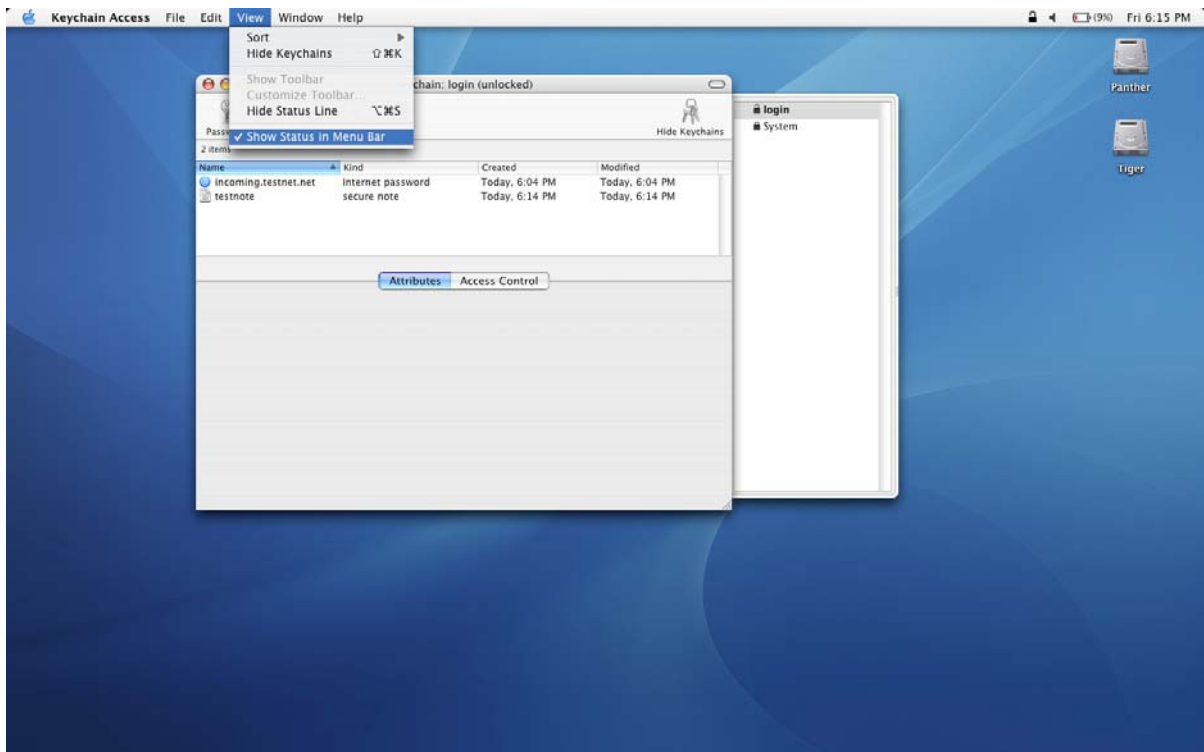 Keychain Access File Edit View Window Help (9%) Fri 6:15 PM
Sort
Hide Keychains ⇧⌘K
Show Toolbar
Customize Toolbar...
Hide Status Line ⌥⌘S
✓ Show Status in Menu Bar
chain: login (unlocked)
Hide Keychains
2 items
Name Kind Created Modified
incoming.testnet.net Internet password Today, 6:04 PM Today, 6:04 PM
testnote secure note Today, 6:14 PM Today, 6:14 PM
Attributes Access Control
login
System
Panther
Tiger